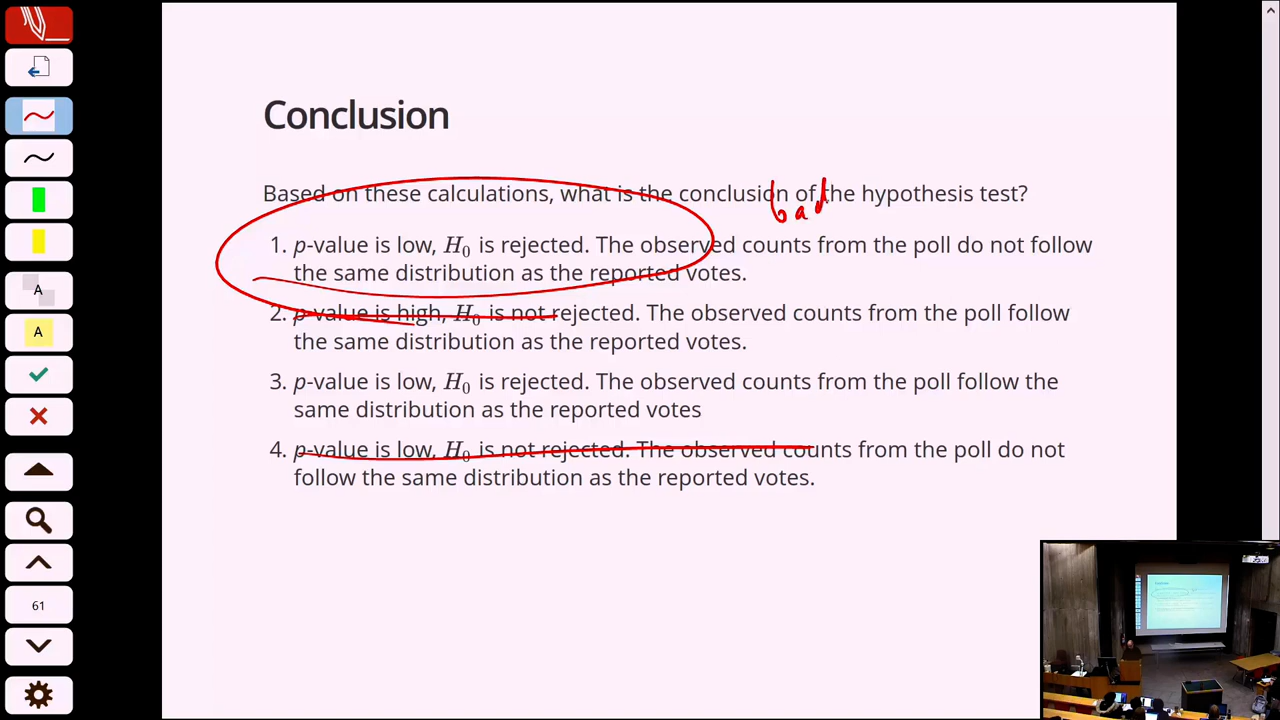 Conclusion
Based on these calculations, what is the conclusion of the hypothesis test?
bad
1. p-value is low, H₀ is rejected. The observed counts from the poll do not follow
the same distribution as the reported votes.
2. p-value is high, H₀ is not rejected. The observed counts from the poll follow
the same distribution as the reported votes.
3. p-value is low, H₀ is rejected. The observed counts from the poll follow the
same distribution as the reported votes
4. p-value is low, H₀ is not rejected. The observed counts from the poll do not
follow the same distribution as the reported votes.
A
A
61